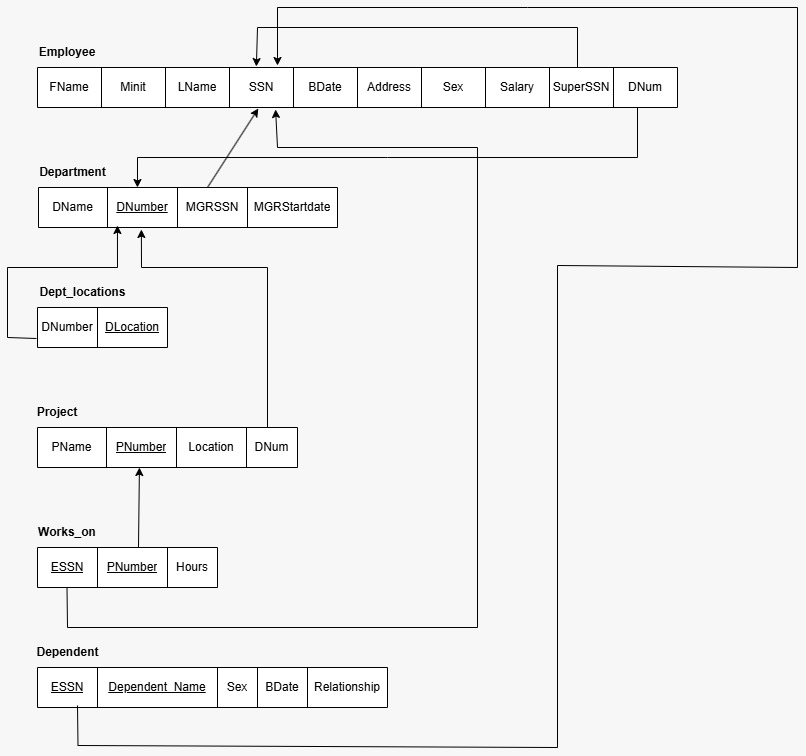 Employee
FName Minit LName SSN BDate Address Sex Salary SuperSSN DNum
Department
DName DNumber MGRSSN MGRStartdate
Dept_locations
DNumber DLocation
Project
PName PNumber Location DNum
Works_on
ESSN PNumber Hours
Dependent
ESSN Dependent_Name Sex BDate Relationship